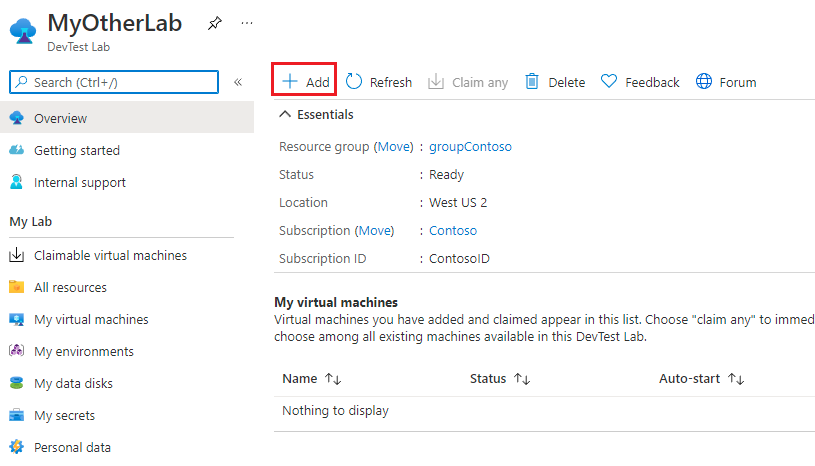 MyOtherLab
DevTest Lab
Search (Ctrl+/)
Overview
Getting started
Internal support
My Lab
Claimable virtual machines
All resources
My virtual machines
My environments
My data disks
My secrets
Personal data
Add Refresh Claim any Delete Feedback Forum
Essentials
Resource group (Move) : groupContoso
Status : Ready
Location : West US 2
Subscription (Move) : Contoso
Subscription ID : ContosoID
My virtual machines
Virtual machines you have added and claimed appear in this list. Choose "claim any" to immed
choose among all existing machines available in this DevTest Lab.
Name Status Auto-start
Nothing to display